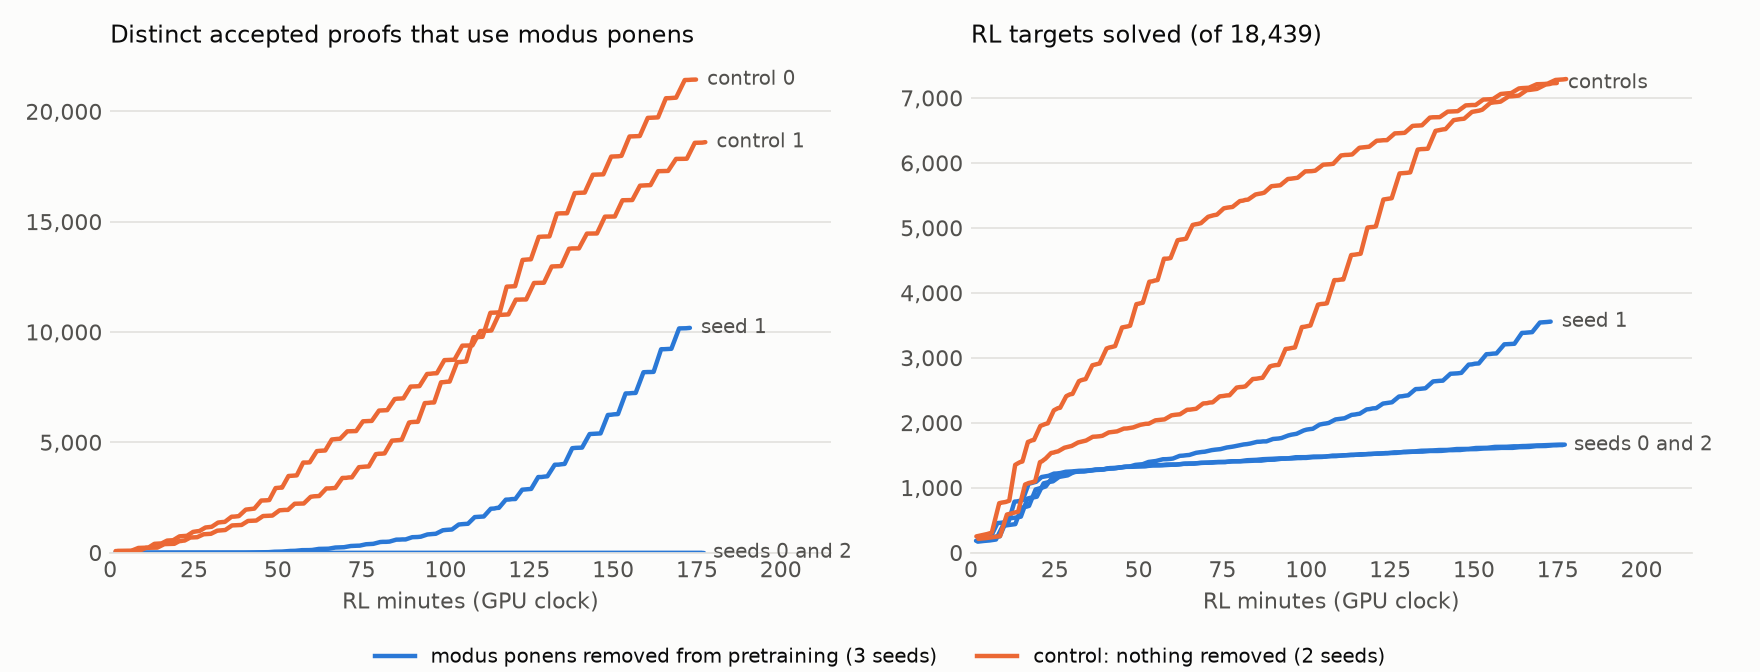 Distinct accepted proofs that use modus ponens
20,000
15,000
10,000
5,000
0
control 0
control 1
seed 1
seeds 0 and 2
0 25 50 75 100 125 150 175 200
RL minutes (GPU clock)
RL targets solved (of 18,439)
7,000
6,000
5,000
4,000
3,000
2,000
1,000
0
controls
seed 1
seeds 0 and 2
0 25 50 75 100 125 150 175 200
RL minutes (GPU clock)
modus ponens removed from pretraining (3 seeds)
control: nothing removed (2 seeds)